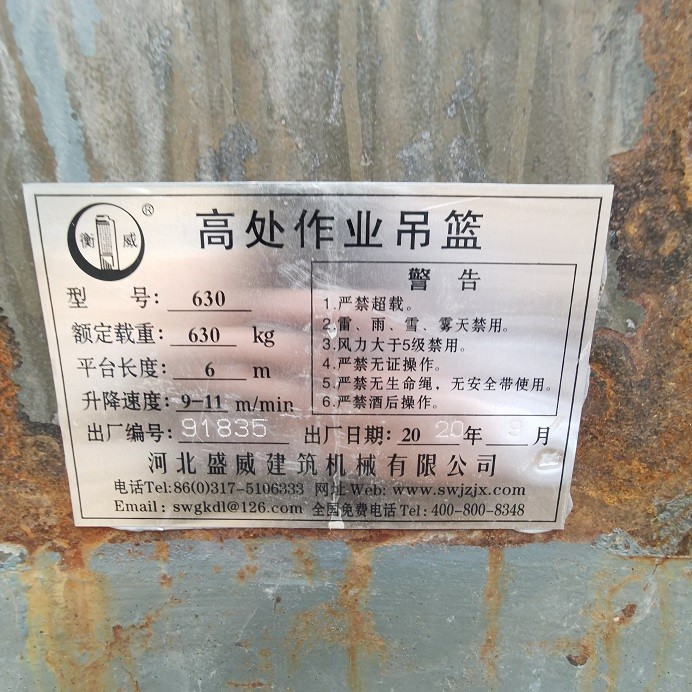 衡威®
高处作业吊篮
型 号: 630
额定载重: 630 kg
平台长度: 6 m
升降速度: 9-11 m/min
警 告
1.严禁超载。
2.雷、雨、雪、雾天禁用。
3.风力大于5级禁用。
4.严禁无证操作。
5.严禁无生命绳，无安全带使用。
6.严禁酒后操作。
出厂编号: 91835 出厂日期: 20 20 年 9 月
河北盛威建筑机械有限公司
电话Tel:86(0)317-5106333 网址Web: www.swjzjx.com
Email : swgkdl@126.com 全国免费电话Tel : 400-800-8348